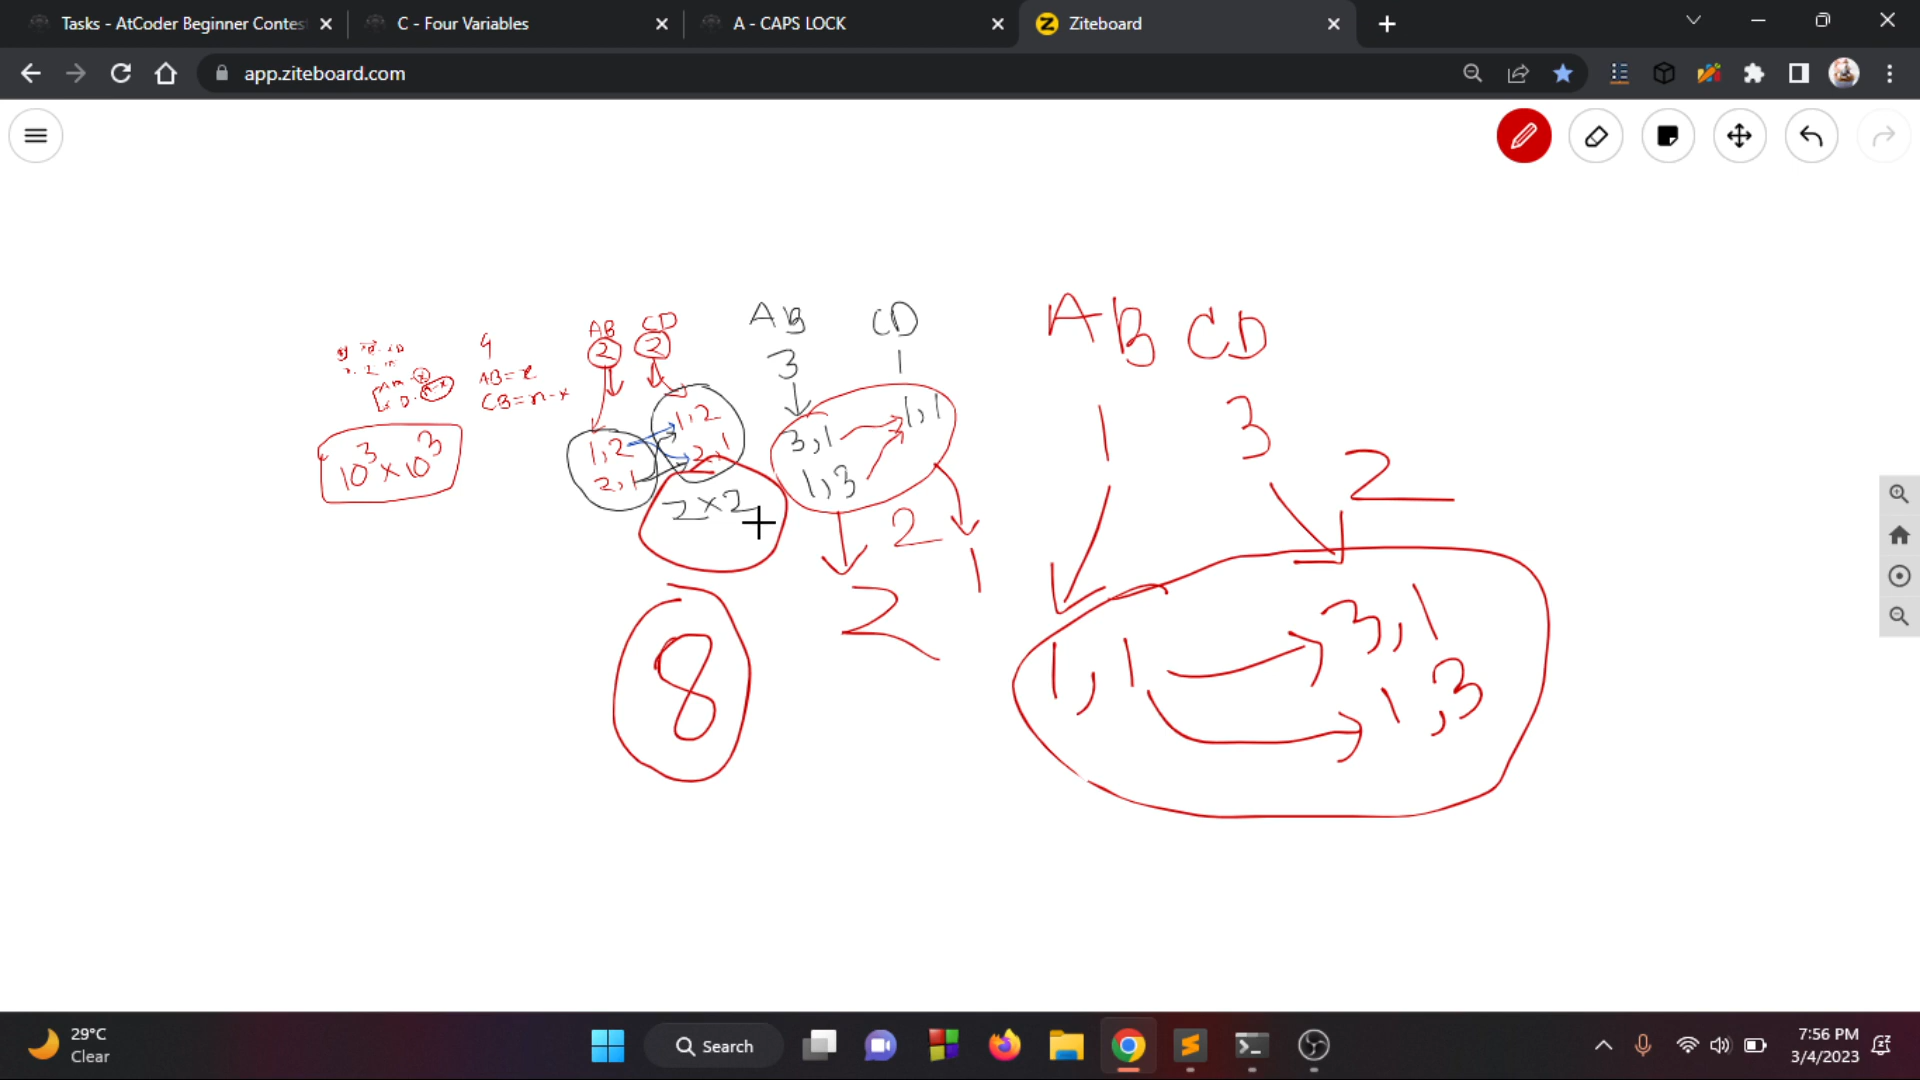 Tasks - AtCoder Beginner Contes
C - Four Variables
A - CAPS LOCK
Ziteboard
app.ziteboard.com
AB CD
3 1
3,1 1,1
1,3
2 1
2
AB CD
2 2
1,2 1,2
2,1 2,1
2×2
8
4
AB=x
CB=n-x
10³×10³
AB CD
1 3
2
1,1 3,1
1,3
29°C
Clear
Search
7:56 PM
3/4/2023